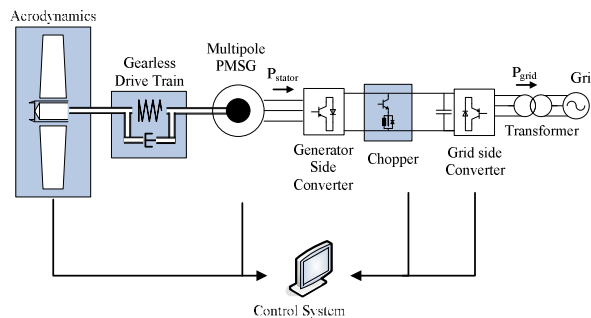 Aerodynamics
Gearless
Drive Train
Multipole
PMSG
Pstator
Generator
Side
Converter
Chopper
Grid side
Converter
Pgrid
Gri
Transformer
Control System